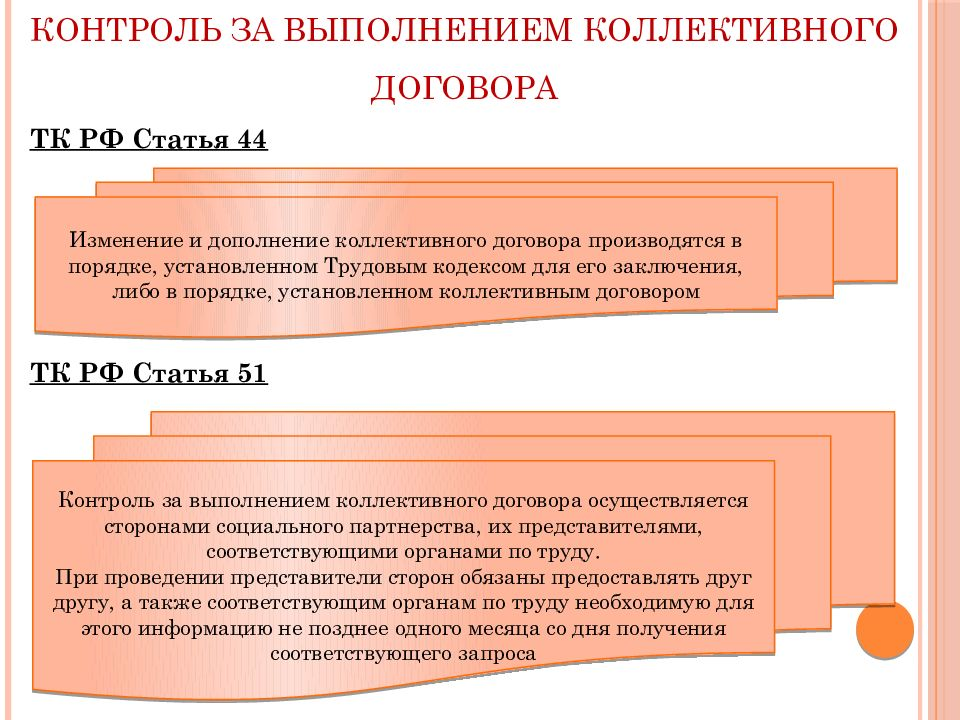 КОНТРОЛЬ ЗА ВЫПОЛНЕНИЕМ КОЛЛЕКТИВНОГО
ДОГОВОРА
ТК РФ Статья 44
Изменение и дополнение коллективного договора производятся в
порядке, установленном Трудовым кодексом для его заключения,
либо в порядке, установленном коллективным договором
ТК РФ Статья 51
Контроль за выполнением коллективного договора осуществляется
сторонами социального партнерства, их представителями,
соответствующими органами по труду.
При проведении представители сторон обязаны предоставлять друг
другу, а также соответствующим органам по труду необходимую для
этого информацию не позднее одного месяца со дня получения
соответствующего запроса